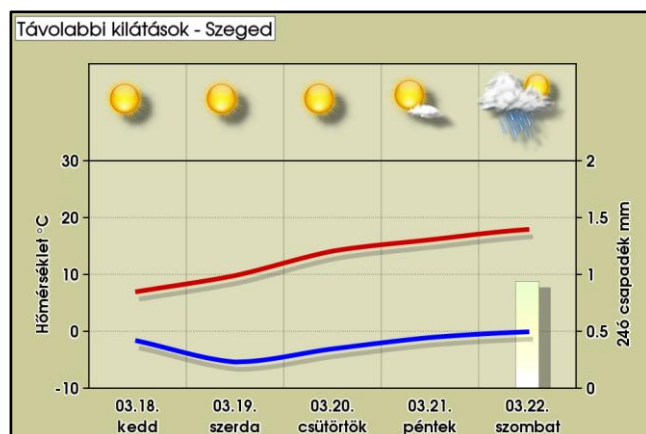 Távolabbi kilátások - Szeged
Hőmérséklet °C
30
20
10
0
-10
2
1.5
1
0.5
0
24ó csapadék mm
03.18. 03.19. 03.20. 03.21. 03.22.
kedd szerda csütörtök péntek szombat